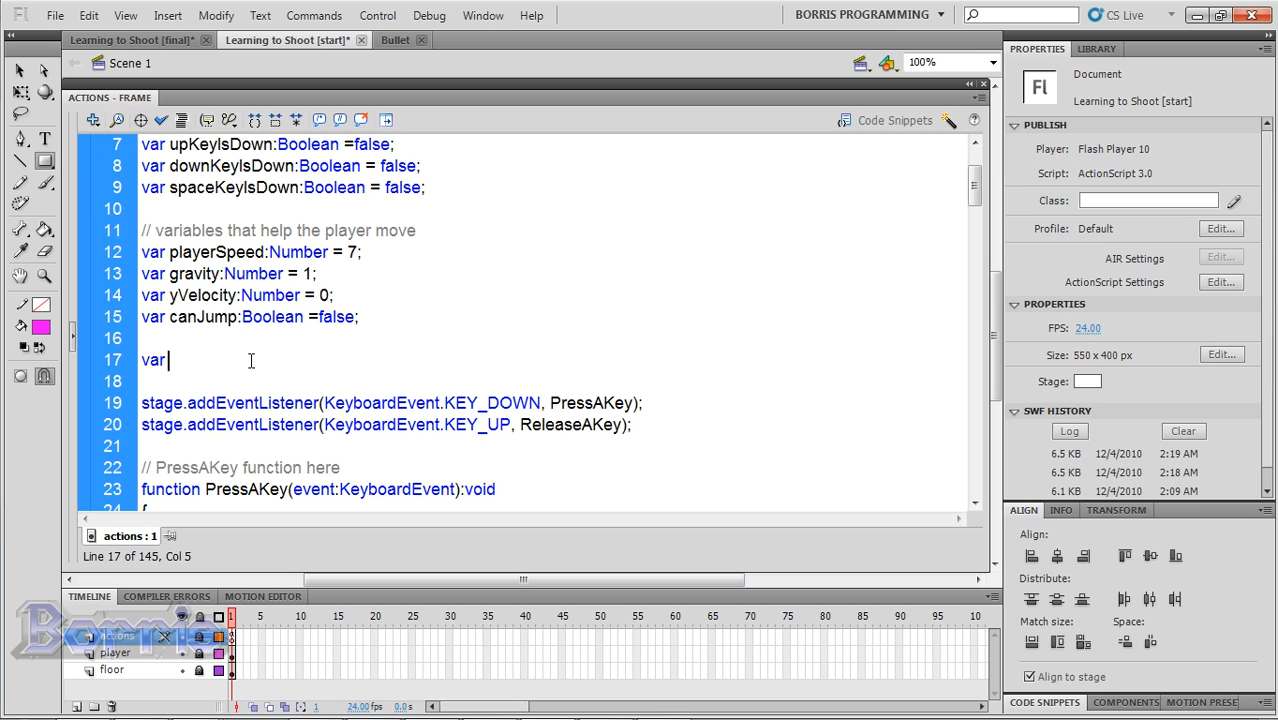 Fl File Edit View Insert Modify Text Commands Control Debug Window Help BORRIS PROGRAMMING CS Live
Learning to Shoot [final]* Learning to Shoot [start]* Bullet
Scene 1 100%
ACTIONS - FRAME
Code Snippets
7 var upKeyIsDown:Boolean =false;
8 var downKeyIsDown:Boolean = false;
9 var spaceKeyIsDown:Boolean = false;
10
11 // variables that help the player move
12 var playerSpeed:Number = 7;
13 var gravity:Number = 1;
14 var yVelocity:Number = 0;
15 var canJump:Boolean =false;
16
17 var
18
19 stage.addEventListener(KeyboardEvent.KEY_DOWN, PressAKey);
20 stage.addEventListener(KeyboardEvent.KEY_UP, ReleaseAKey);
21
22 // PressAKey function here
23 function PressAKey(event:KeyboardEvent):void
24 {
actions : 1
Line 17 of 145, Col 5
TIMELINE COMPILER ERRORS MOTION EDITOR
1 5 10 15 20 25 30 35 40 45 50 55 60 65 70 75 80 85 90 95 10
actions
player
floor
Borris
1 24.00 fps 0.0 s
PROPERTIES LIBRARY
Fl Document
Learning to Shoot [start]
PUBLISH
Player: Flash Player 10
Script: ActionScript 3.0
Class:
Profile: Default Edit...
AIR Settings Edit...
ActionScript Settings Edit...
PROPERTIES
FPS: 24.00
Size: 550 x 400 px Edit...
Stage:
SWF HISTORY
Log Clear
6.5 KB 12/4/2010 2:19 AM
6.5 KB 12/4/2010 2:18 AM
6.1 KB 12/4/2010 2:09 AM
ALIGN INFO TRANSFORM
Align:
Distribute:
Match size: Space:
Align to stage
CODE SNIPPETS COMPONENTS MOTION PRESE